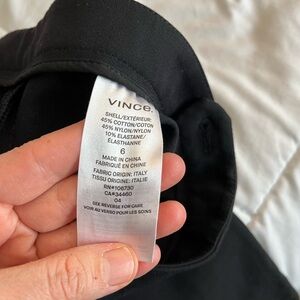 VINCE.
SHELL/EXTÉRIEUR:
45% COTTON/COTON
45% NYLON/NYLON
10% ELASTANE/
ÉLASTHANNE
6
MADE IN CHINA
FABRIQUÉ EN CHINE
FABRIC ORIGIN: ITALY
TISSU ORIGINE: ITALIE
RN#106730
CA#34460
04
SEE REVERSE FOR CARE
VOIR AU VERSO POUR LES SOINS